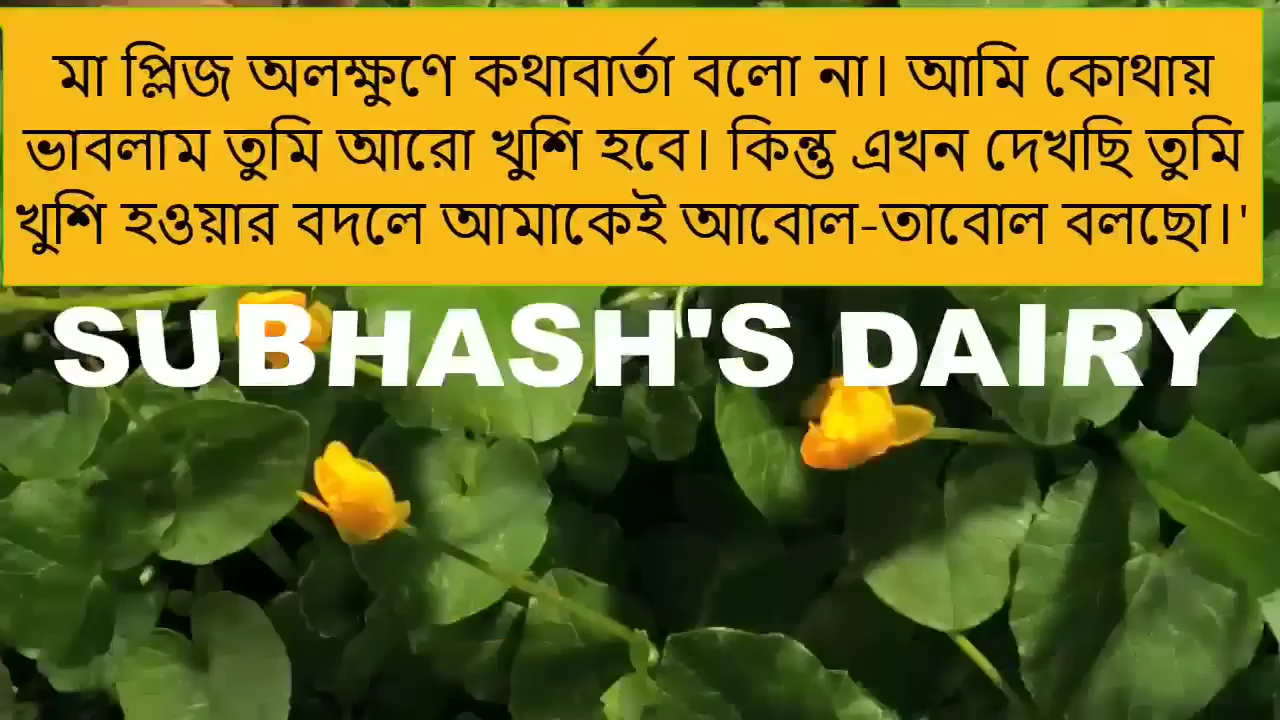 মা প্লিজ অলক্ষুণে কথাবার্তা বলো না। আমি কোথায়
ভাবলাম তুমি আরো খুশি হবে। কিন্তু এখন দেখছি তুমি
খুশি হওয়ার বদলে আমাকেই আবোল-তাবোল বলছো।'
SUBHASH'S DAIRY